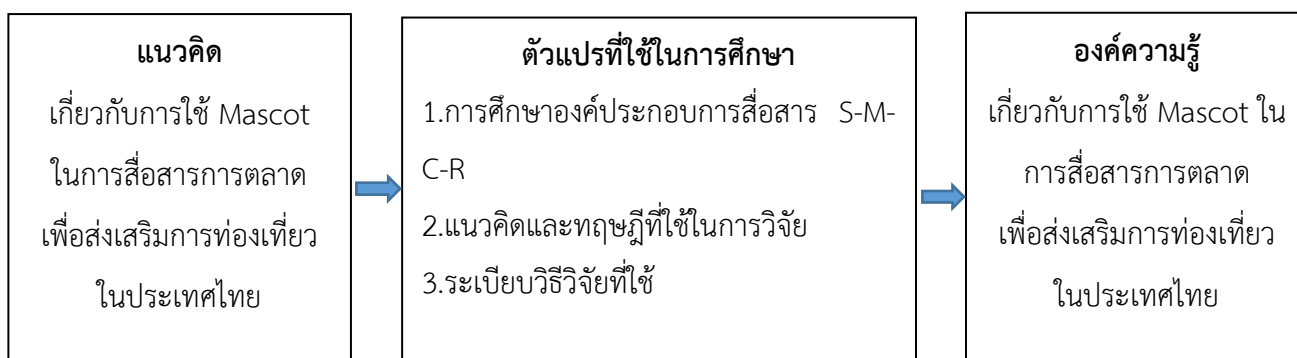 แนวคิด
เกี่ยวกับการใช้ Mascot
ในการสื่อสารการตลาด
เพื่อส่งเสริมการท่องเที่ยว
ในประเทศไทย
ตัวแปรที่ใช้ในการศึกษา
1.การศึกษาองค์ประกอบการสื่อสาร S-M-
C-R
2.แนวคิดและทฤษฎีที่ใช้ในการวิจัย
3.ระเบียบวิธีวิจัยที่ใช้
องค์ความรู้
เกี่ยวกับการใช้ Mascot ใน
การสื่อสารการตลาด
เพื่อส่งเสริมการท่องเที่ยว
ในประเทศไทย